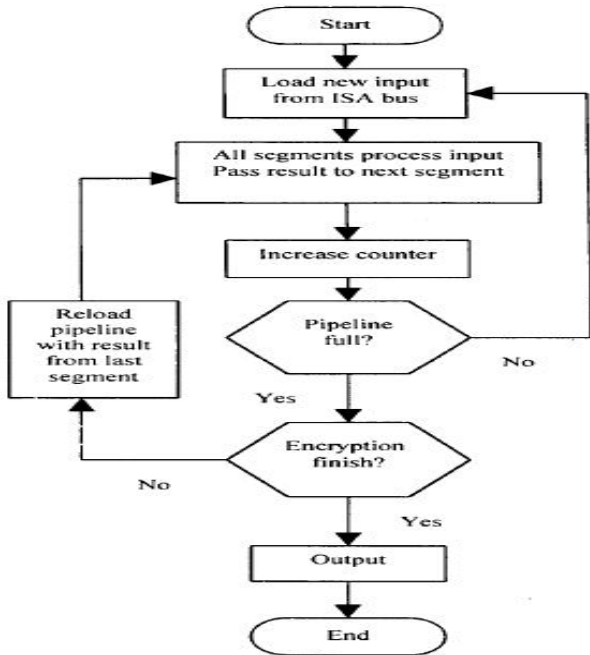 Start
Load new input
from ISA bus
All segments process input
Pass result to next segment
Increase counter
Reload
pipeline
with result
from last
segment
Pipeline
full?
No
Yes
Encryption
finish?
No
Yes
Output
End